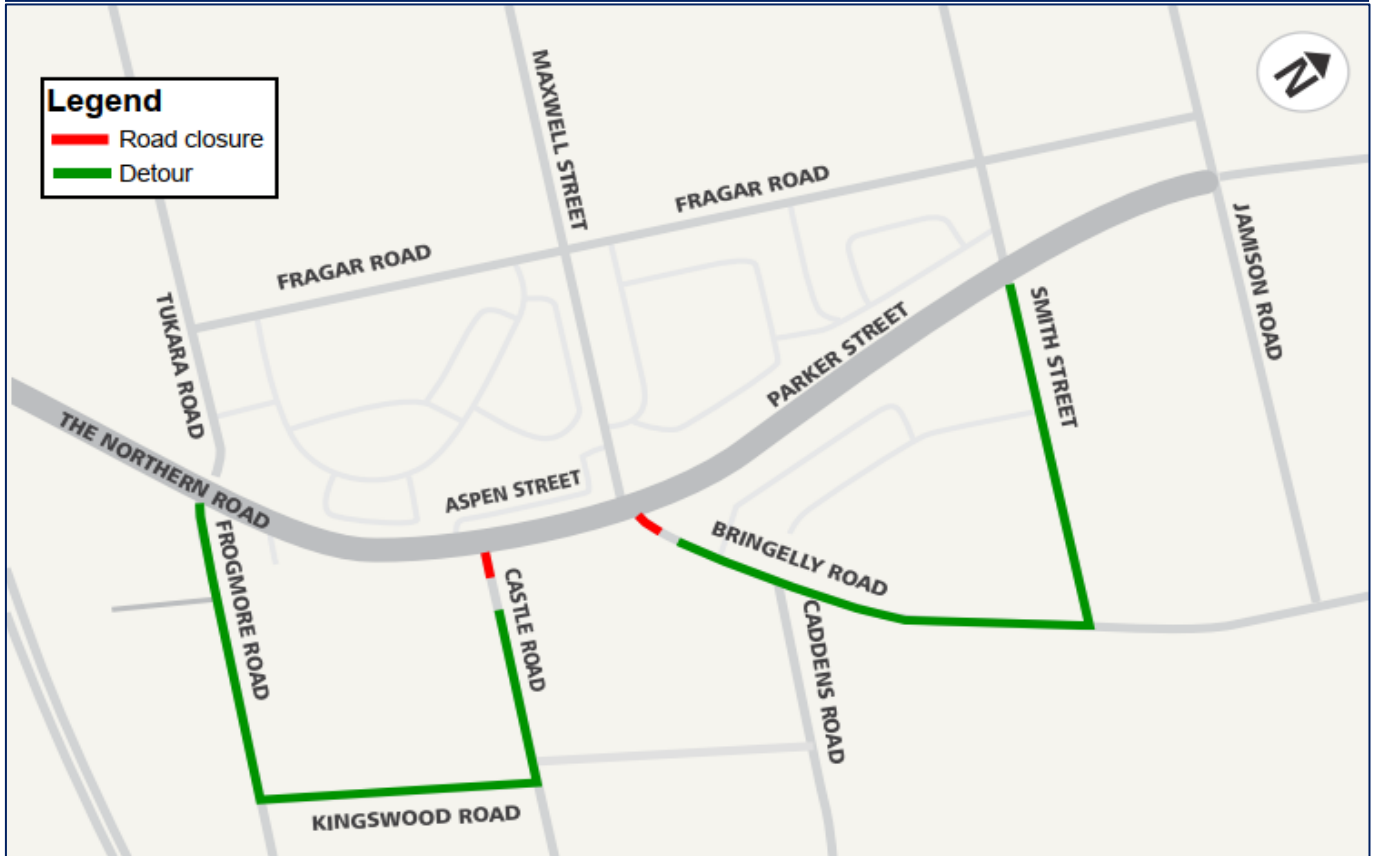 Legend
Road closure
Detour
N
MAXWELL STREET
FRAGAR ROAD
FRAGAR ROAD
JAMISON ROAD
TUKARA ROAD
SMITH STREET
PARKER STREET
THE NORTHERN ROAD
ASPEN STREET
FROGMORE ROAD
BRINGELLY ROAD
CASTLE ROAD
CADDENS ROAD
KINGSWOOD ROAD